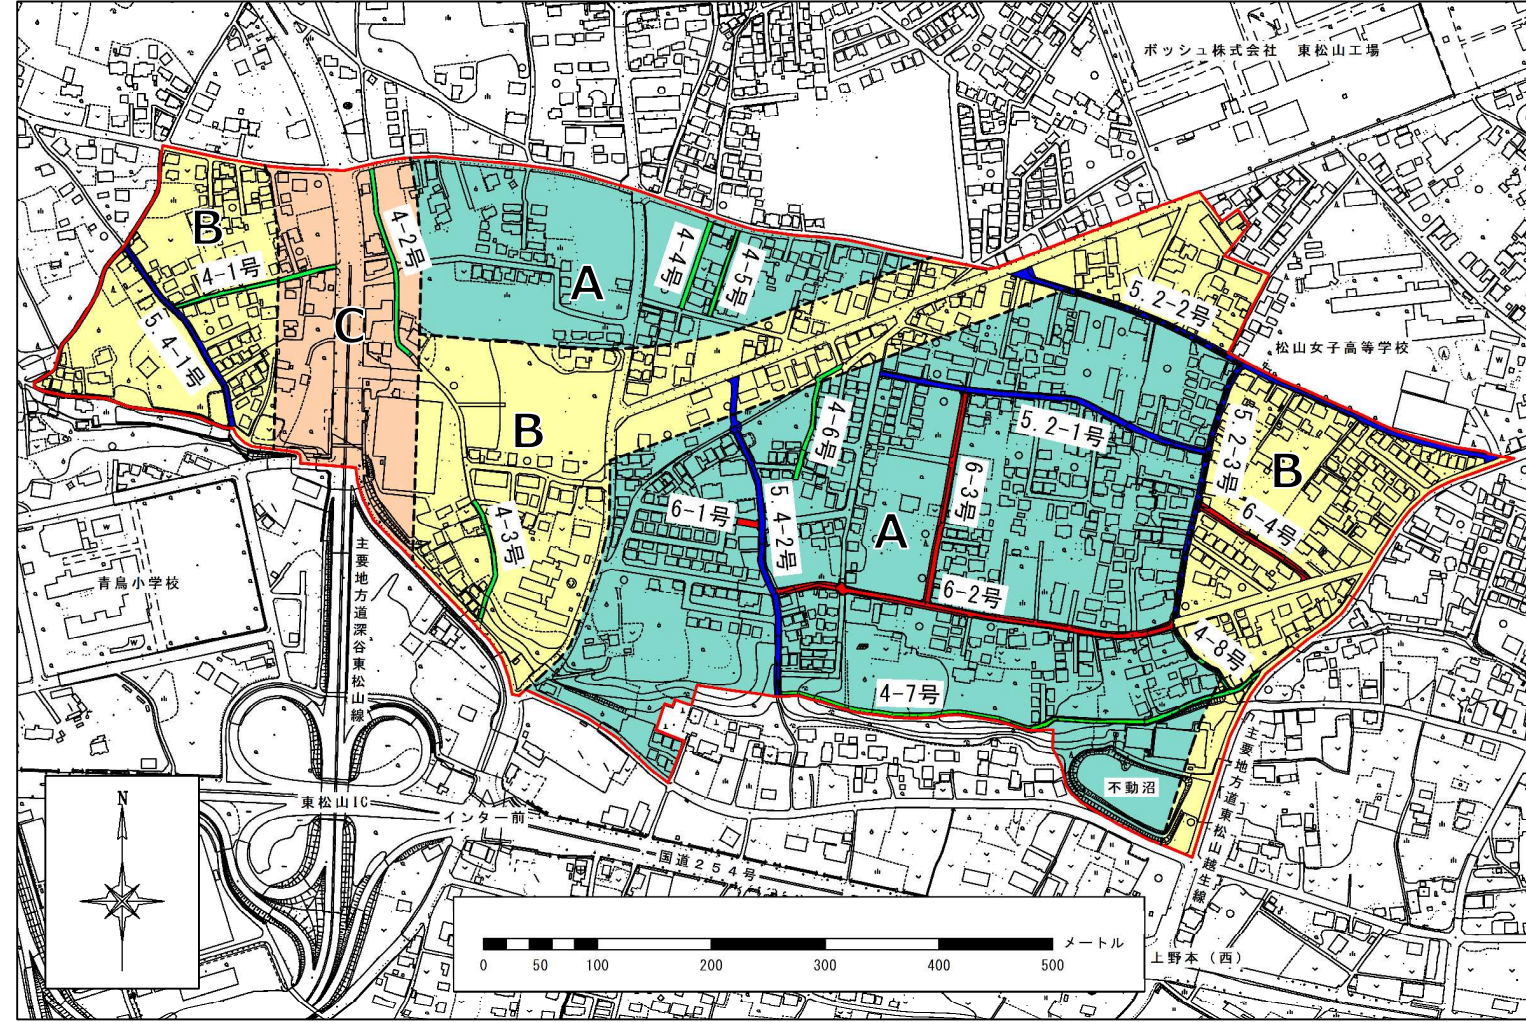 ボッシュ株式会社 東松山工場
B
4-1号
5.4-1号
C
4-2号
A
4-4号
4-5号
5.2-2号
松山女子高等学校
B
4-3号
4-6号
5.2-1号
5.2-3号
B
6-4号
6-1号
5.4-2号
A
6-3号
6-2号
4-8号
4-7号
青鳥小学校
主要地方道深谷東松山線
不動沼
主要地方道東松山越生線
東松山IC
インター前
国道254号
上野本(西)
N
0 50 100 200 300 400 500 メートル